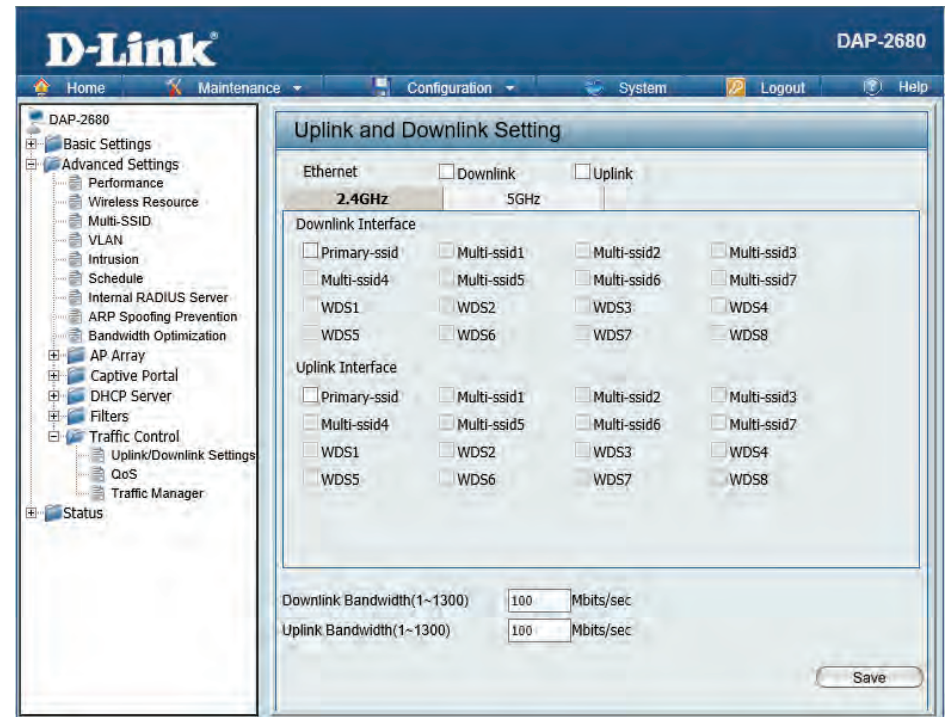 D-Link®
DAP-2680
Home Maintenance Configuration System Logout Help
DAP-2680
Basic Settings
Advanced Settings
Performance
Wireless Resource
Multi-SSID
VLAN
Intrusion
Schedule
Internal RADIUS Server
ARP Spoofing Prevention
Bandwidth Optimization
AP Array
Captive Portal
DHCP Server
Filters
Traffic Control
Uplink/Downlink Settings
QoS
Traffic Manager
Status
Uplink and Downlink Setting
Ethernet Downlink Uplink
2.4GHz 5GHz
Downlink Interface
Primary-ssid Multi-ssid1 Multi-ssid2 Multi-ssid3
Multi-ssid4 Multi-ssid5 Multi-ssid6 Multi-ssid7
WDS1 WDS2 WDS3 WDS4
WDS5 WDS6 WDS7 WDS8
Uplink Interface
Primary-ssid Multi-ssid1 Multi-ssid2 Multi-ssid3
Multi-ssid4 Multi-ssid5 Multi-ssid6 Multi-ssid7
WDS1 WDS2 WDS3 WDS4
WDS5 WDS6 WDS7 WDS8
Downlink Bandwidth(1~1300) 100 Mbits/sec
Uplink Bandwidth(1~1300) 100 Mbits/sec
Save